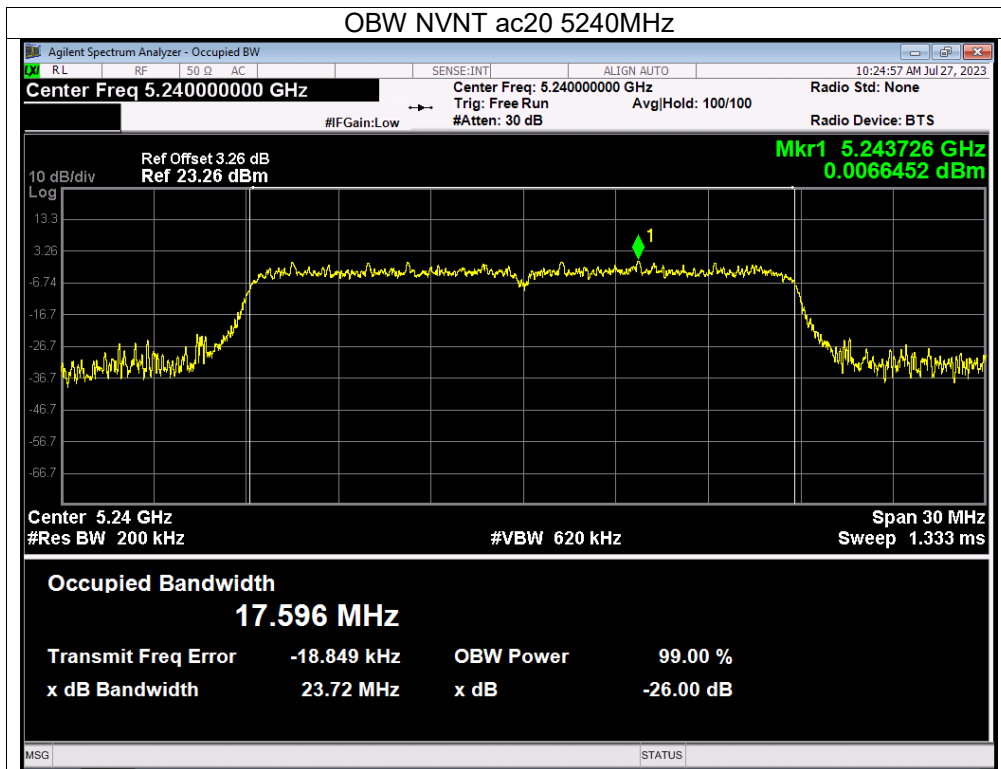 OBW NVNT ac20 5240MHz
Agilent Spectrum Analyzer - Occupied BW
LXI RL RF 50 Ω AC SENSE:INT ALIGN AUTO 10:24:57 AM Jul 27, 2023
Center Freq 5.240000000 GHz Center Freq: 5.240000000 GHz Radio Std: None
Trig: Free Run Avg|Hold: 100/100
#IFGain:Low #Atten: 30 dB Radio Device: BTS
Mkr1 5.243726 GHz
0.0066452 dBm
Ref Offset 3.26 dB
10 dB/div Ref 23.26 dBm
Log
13.3
3.26
-6.74
-16.7
-26.7
-36.7
-46.7
-56.7
-66.7
1
Center 5.24 GHz Span 30 MHz
#Res BW 200 kHz #VBW 620 kHz Sweep 1.333 ms
Occupied Bandwidth
17.596 MHz
Transmit Freq Error -18.849 kHz OBW Power 99.00 %
x dB Bandwidth 23.72 MHz x dB -26.00 dB
MSG STATUS